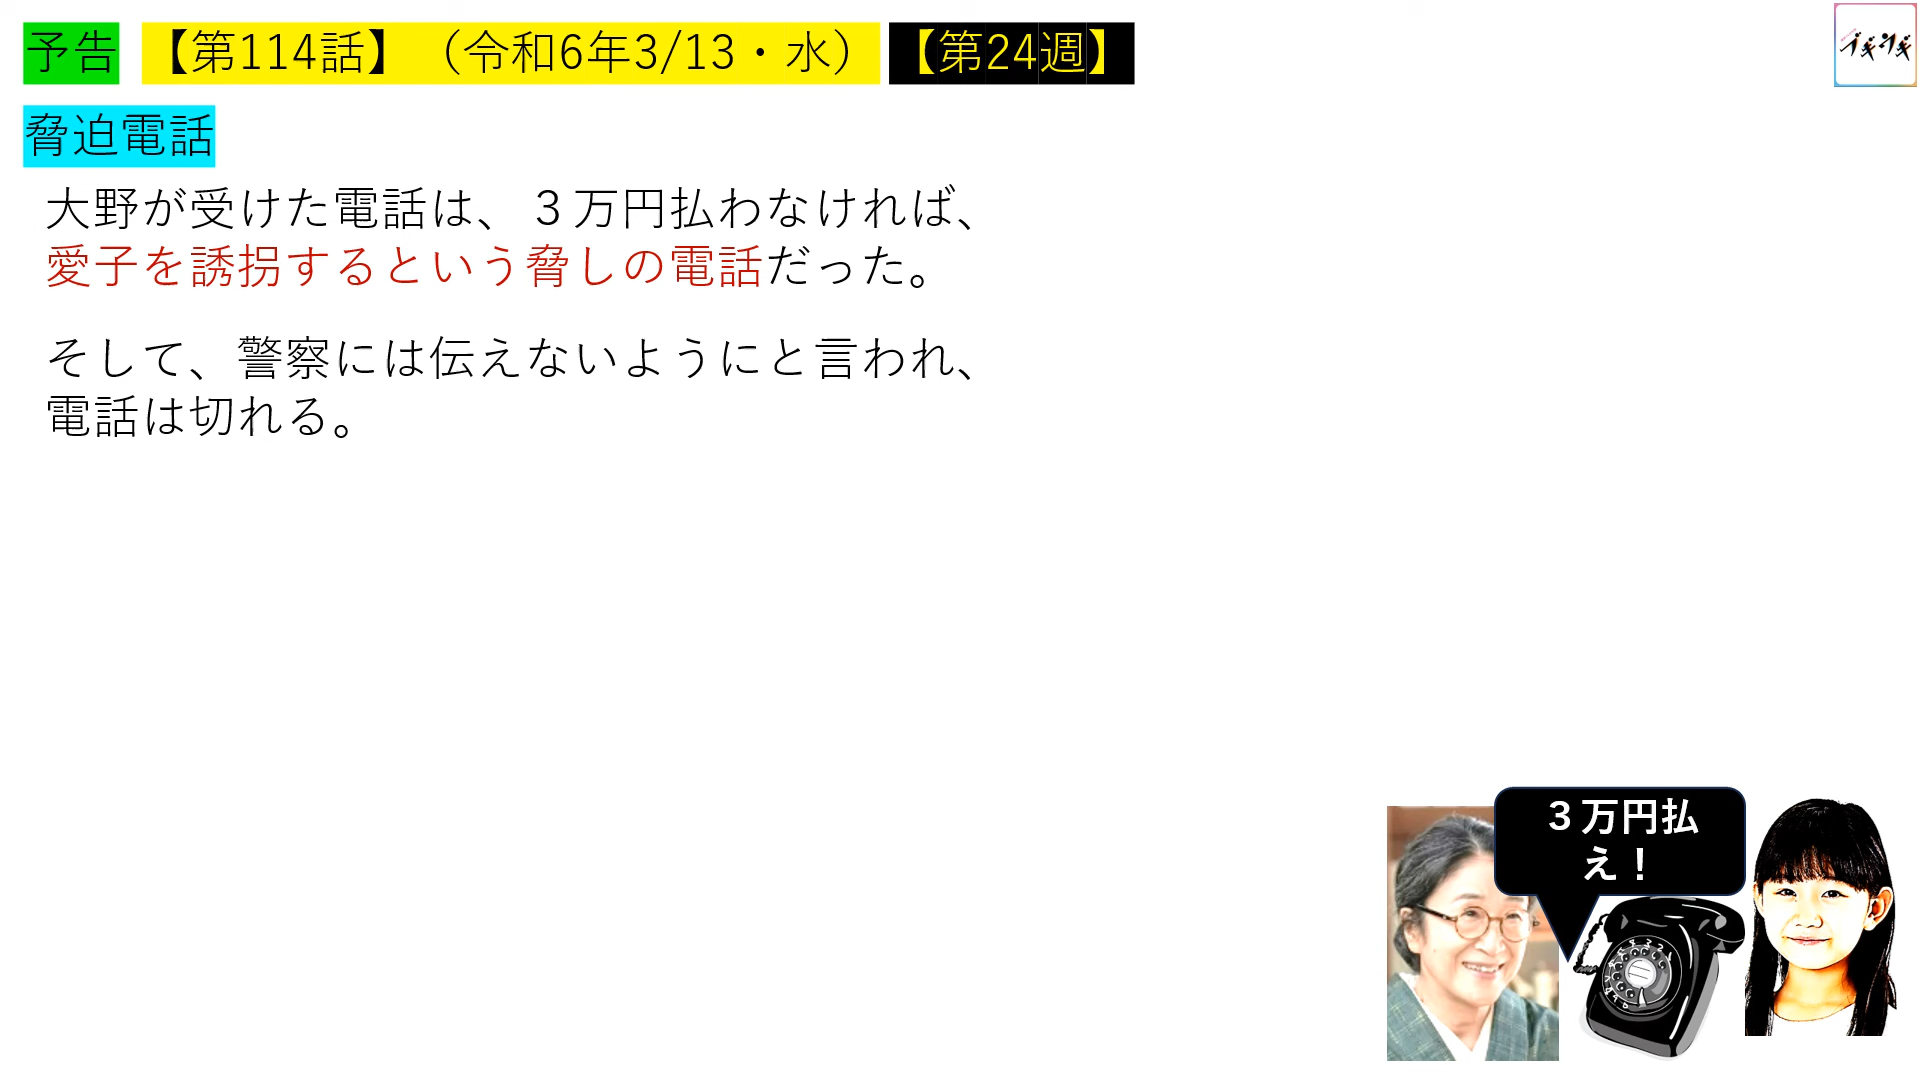 予告 【第114話】（令和6年3/13・水）【第24週】
ブギウギ
脅迫電話
大野が受けた電話は、３万円払わなければ、
愛子を誘拐するという脅しの電話だった。
そして、警察には伝えないようにと言われ、
電話は切れる。
３万円払
え！